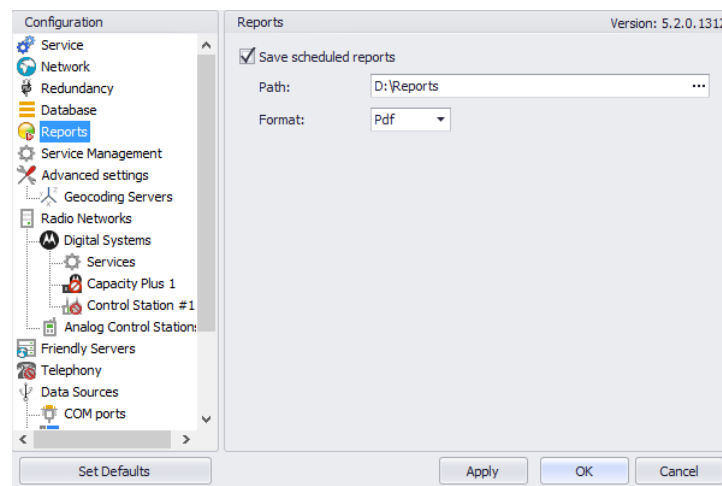 Configuration
Service
Network
Redundancy
Database
Reports
Service Management
Advanced settings
Geocoding Servers
Radio Networks
Digital Systems
Services
Capacity Plus 1
Control Station #1
Analog Control Station
Friendly Servers
Telephony
Data Sources
COM ports
Set Defaults
Reports Version: 5.2.0.1312
Save scheduled reports
Path: D:\Reports ...
Format: Pdf
Apply OK Cancel